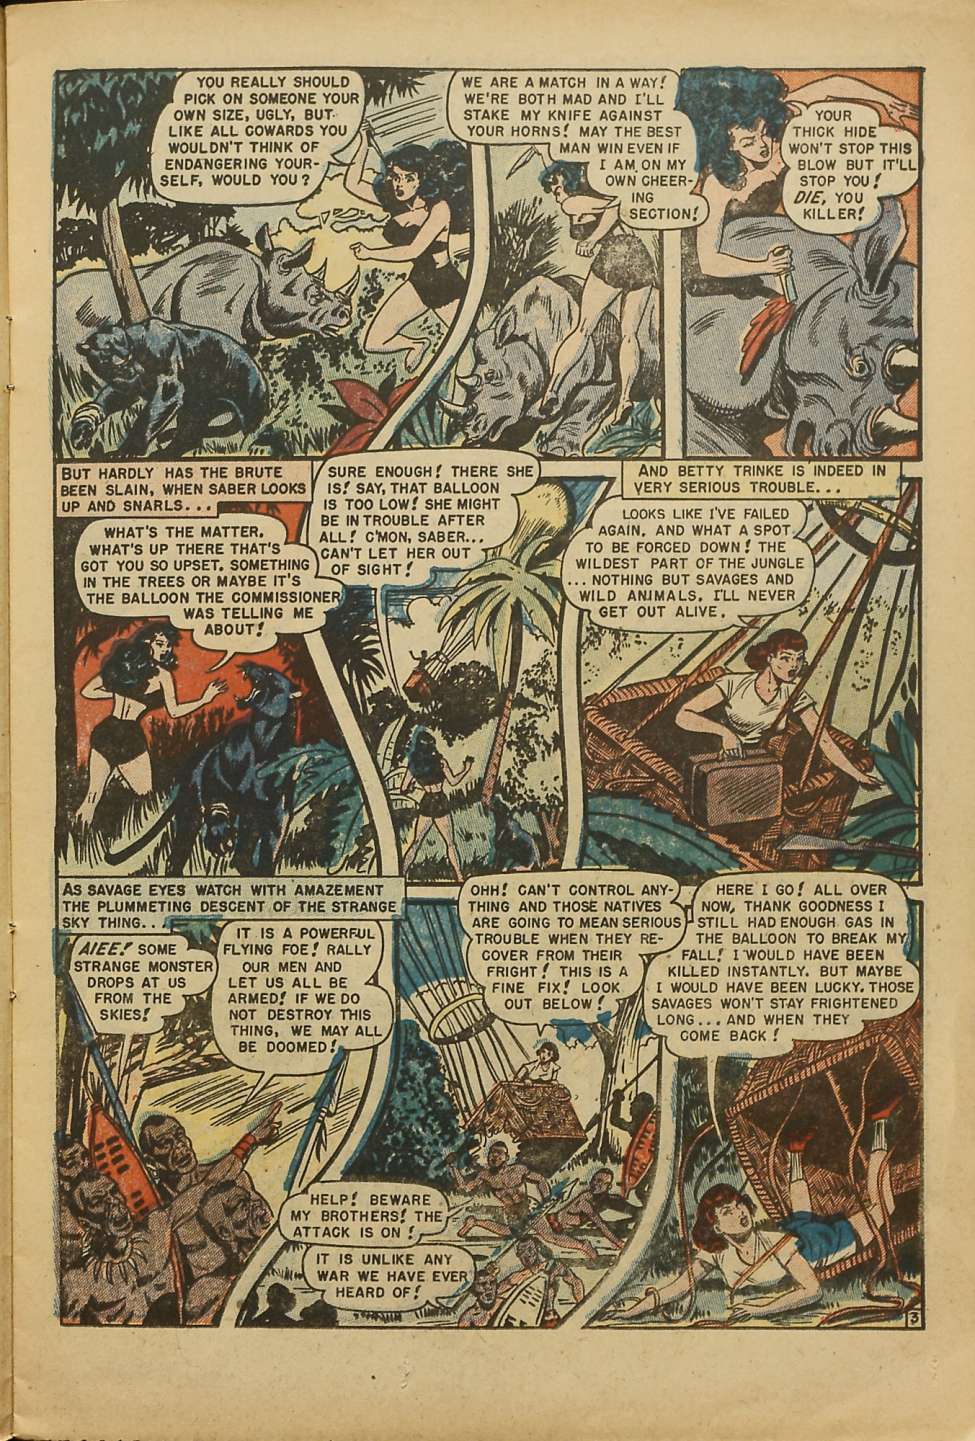 YOU REALLY SHOULD
PICK ON SOMEONE YOUR
OWN SIZE, UGLY, BUT
LIKE ALL COWARDS YOU
WOULDN'T THINK OF
ENDANGERING YOUR-
SELF, WOULD YOU?
WE ARE A MATCH IN A WAY!
WE'RE BOTH MAD AND I'LL
STAKE MY KNIFE AGAINST
YOUR HORNS! MAY THE BEST
MAN WIN EVEN IF
I AM ON MY
OWN CHEER-
ING
SECTION!
YOUR
THICK HIDE
WON'T STOP THIS
BLOW BUT IT'LL
STOP YOU!
DIE, YOU
KILLER!
BUT HARDLY HAS THE BRUTE
BEEN SLAIN, WHEN SABER LOOKS
UP AND SNARLS...
WHAT'S THE MATTER.
WHAT'S UP THERE THAT'S
GOT YOU SO UPSET. SOMETHING
IN THE TREES OR MAYBE IT'S
THE BALLOON THE COMMISSIONER
WAS TELLING ME
ABOUT!
SURE ENOUGH! THERE SHE
IS! SAY, THAT BALLOON
IS TOO LOW! SHE MIGHT
BE IN TROUBLE AFTER
ALL! C'MON, SABER...
CAN'T LET HER OUT
OF SIGHT!
AND BETTY TRINKE IS INDEED IN
VERY SERIOUS TROUBLE...
LOOKS LIKE I'VE FAILED
AGAIN. AND WHAT A SPOT
TO BE FORCED DOWN! THE
WILDEST PART OF THE JUNGLE
...NOTHING BUT SAVAGES AND
WILD ANIMALS. I'LL NEVER
GET OUT ALIVE.
AS SAVAGE EYES WATCH WITH AMAZEMENT
THE PLUMMETING DESCENT OF THE STRANGE
SKY THING...
AIEE! SOME
STRANGE MONSTER
DROPS AT US
FROM THE
SKIES!
IT IS A POWERFUL
FLYING FOE! RALLY
OUR MEN AND
LET US ALL BE
ARMED! IF WE DO
NOT DESTROY THIS
THING, WE MAY ALL
BE DOOMED!
OHH! CAN'T CONTROL ANY-
THING AND THOSE NATIVES
ARE GOING TO MEAN SERIOUS
TROUBLE WHEN THEY RE-
COVER FROM THEIR
FRIGHT! THIS IS A
FINE FIX! LOOK
OUT BELOW!
HELP! BEWARE
MY BROTHERS! THE
ATTACK IS ON!
IT IS UNLIKE ANY
WAR WE HAVE EVER
HEARD OF!
HERE I GO! ALL OVER
NOW, THANK GOODNESS I
STILL HAD ENOUGH GAS IN
THE BALLOON TO BREAK MY
FALL! I WOULD HAVE BEEN
KILLED INSTANTLY. BUT MAYBE
I WOULD HAVE BEEN LUCKY. THOSE
SAVAGES WON'T STAY FRIGHTENED
LONG...AND WHEN THEY
COME BACK!
3